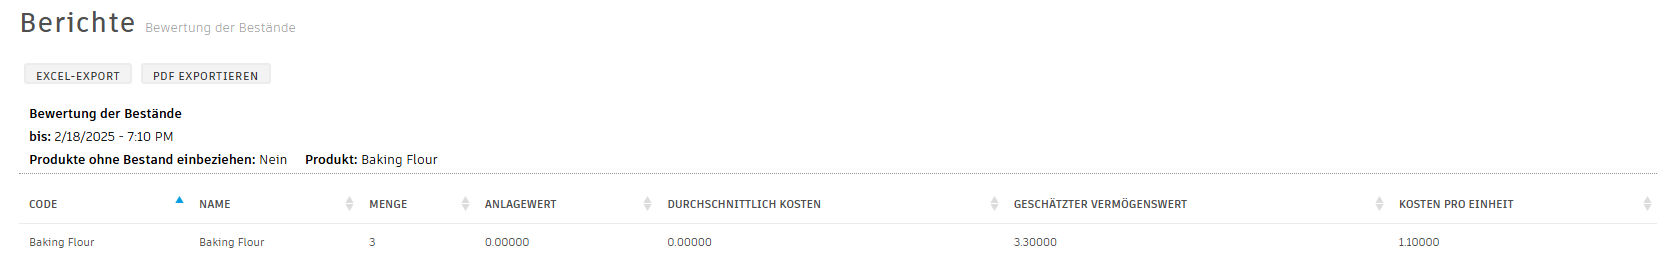 Berichte Bewertung der Bestände
EXCEL-EXPORT PDF EXPORTIEREN
Bewertung der Bestände
bis: 2/18/2025 - 7:10 PM
Produkte ohne Bestand einbeziehen: Nein Produkt: Baking Flour
CODE NAME MENGE ANLAGEWERT DURCHSCHNITTLICH KOSTEN GESCHÄTZTER VERMÖGENSWERT KOSTEN PRO EINHEIT
Baking Flour Baking Flour 3 0.00000 0.00000 3.30000 1.10000